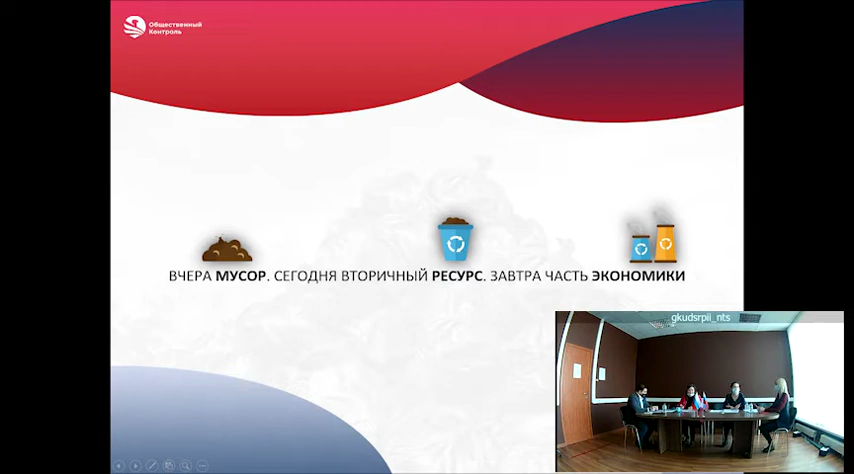 Общественный
Контроль
ВЧЕРА МУСОР. СЕГОДНЯ ВТОРИЧНЫЙ РЕСУРС. ЗАВТРА ЧАСТЬ ЭКОНОМИКИ
gkudsrpii_nts